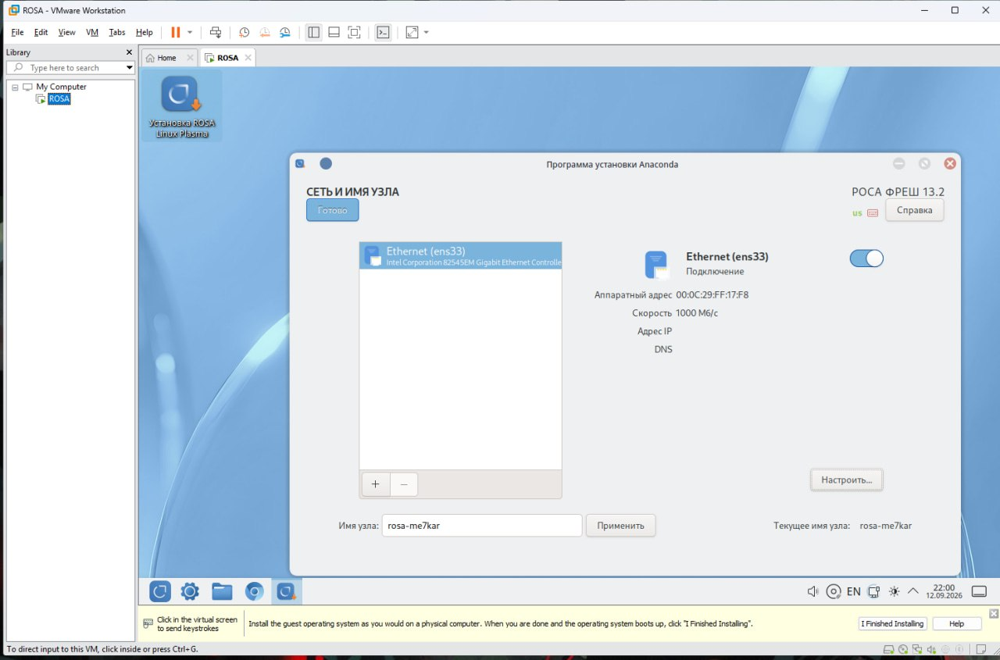 ROSA - VMware Workstation
File Edit View VM Tabs Help
Library
Type here to search
My Computer
ROSA
Home
ROSA
Установка ROSA
Linux Plasma
Программа установки Anaconda
СЕТЬ И ИМЯ УЗЛА
РОСА ФРЕШ 13.2
Готово
us
Справка
Ethernet (ens33)
Intel Corporation 82545EM Gigabit Ethernet Controlle
Ethernet (ens33)
Подключение
Аппаратный адрес 00:0C:29:FF:17:F8
Скорость 1000 Мб/с
Адрес IP
DNS
+ −
Настроить...
Имя узла: rosa-me7kar Применить
Текущее имя узла: rosa-me7kar
EN
22:00
12.09.2026
Click in the virtual screen
to send keystrokes
Install the guest operating system as you would on a physical computer. When you are done and the operating system boots up, click "I Finished Installing".
I Finished Installing
Help
To direct input to this VM, click inside or press Ctrl+G.